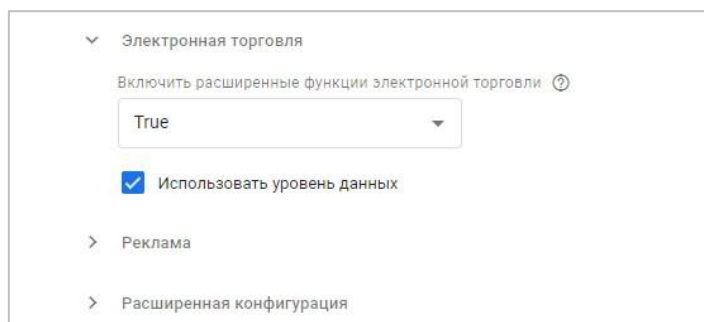 Электронная торговля
Включить расширенные функции электронной торговли
True
Использовать уровень данных
Реклама
Расширенная конфигурация